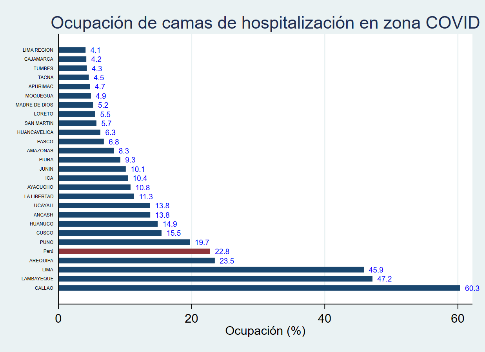 Ocupación de camas de hospitalización en zona COVID
LIMA REGION 4.1
CAJAMARCA 4.2
TUMBES 4.3
TACNA 4.5
APURIMAC 4.7
MOQUEGUA 4.9
MADRE DE DIOS 5.2
LORETO 5.5
SAN MARTIN 5.7
HUANCAVELICA 6.3
PASCO 6.8
AMAZONAS 8.3
PIURA 9.3
JUNIN 10.1
ICA 10.4
AYACUCHO 10.8
LA LIBERTAD 11.3
UCAYALI 13.8
ANCASH 13.8
HUANUCO 14.9
CUSCO 15.5
PUNO 19.7
Perú 22.8
AREQUIPA 23.5
LIMA 45.9
LAMBAYEQUE 47.2
CALLAO 60.3
0 20 40 60
Ocupación (%)